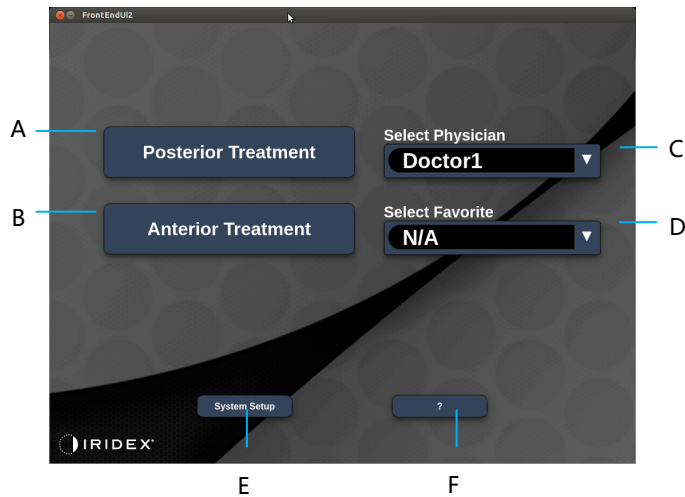 FrontEndUi2
A
Posterior Treatment
Select Physician
Doctor1
▼
C
B
Anterior Treatment
Select Favorite
N/A
▼
D
System Setup
?
IRIDEX
E
F